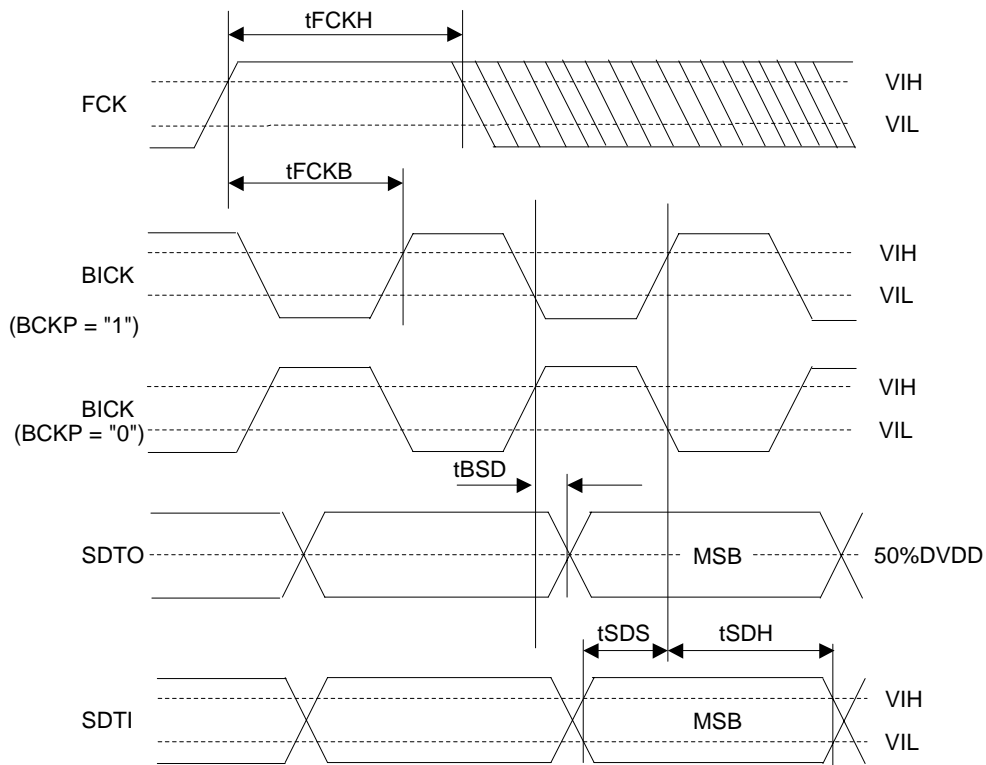 tFCKH
FCK
VIH
VIL
tFCKB
BICK
VIH
VIL
(BCKP = "1")
BICK
(BCKP = "0")
VIH
VIL
tBSD
SDTO
MSB
50%DVDD
tSDS
tSDH
SDTI
MSB
VIH
VIL